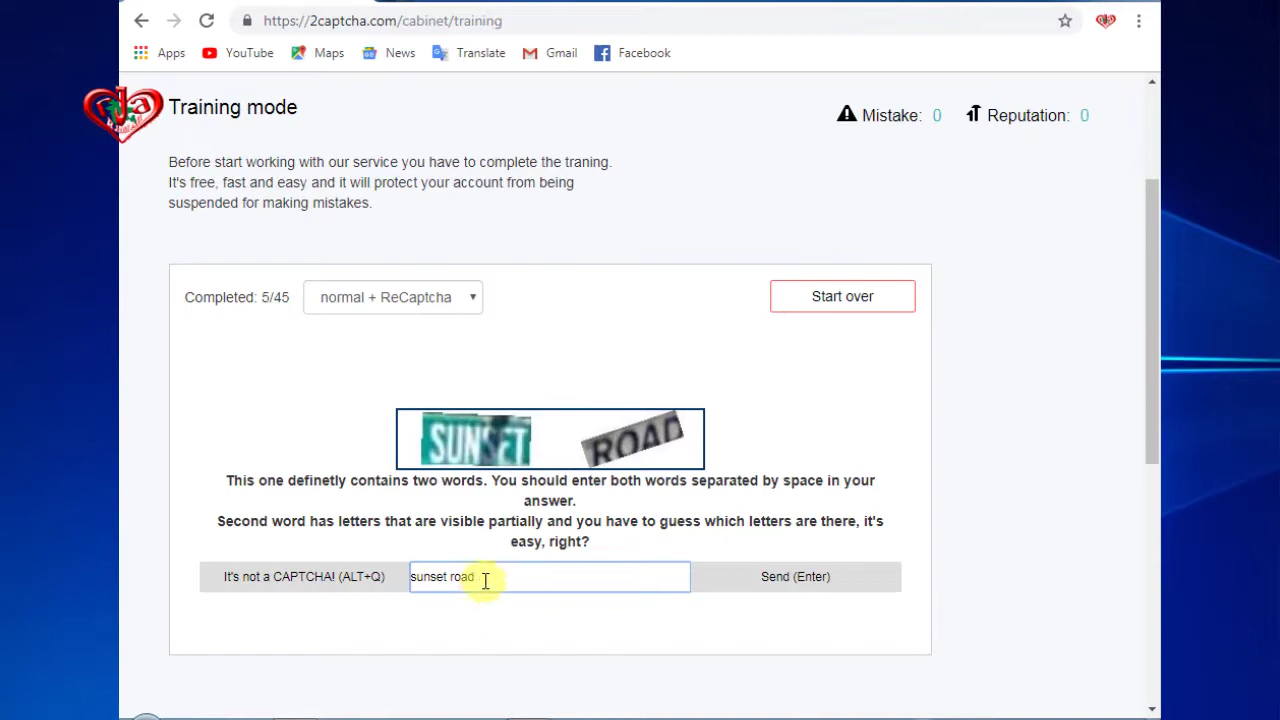 https://2captcha.com/cabinet/training
Apps YouTube Maps News Translate Gmail Facebook
Training mode
Mistake: 0 Reputation: 0
Before start working with our service you have to complete the traning.
It's free, fast and easy and it will protect your account from being
suspended for making mistakes.
Completed: 5/45 normal + ReCaptcha Start over
SUNSET ROAD
This one definetly contains two words. You should enter both words separated by space in your
answer.
Second word has letters that are visible partially and you have to guess which letters are there, it's
easy, right?
It's not a CAPTCHA! (ALT+Q) sunset road Send (Enter)